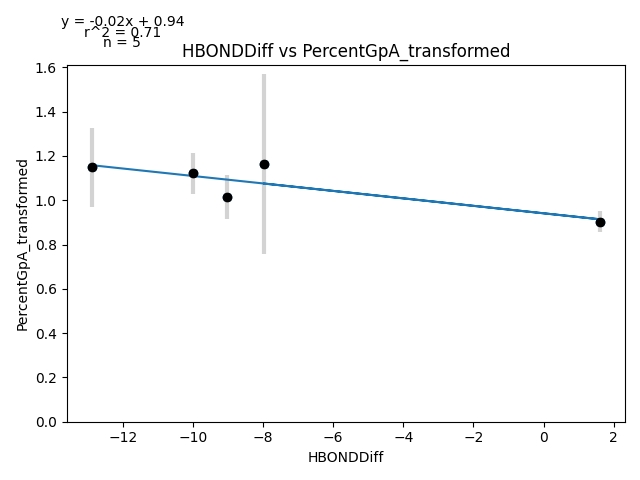 y = -0.02x + 0.94
r^2 = 0.71
n = 5
HBONDDiff vs PercentGpA_transformed
1.6
1.4
1.2
1.0
0.8
0.6
0.4
0.2
0.0
PercentGpA_transformed
−12 −10 −8 −6 −4 −2 0 2
HBONDDiff